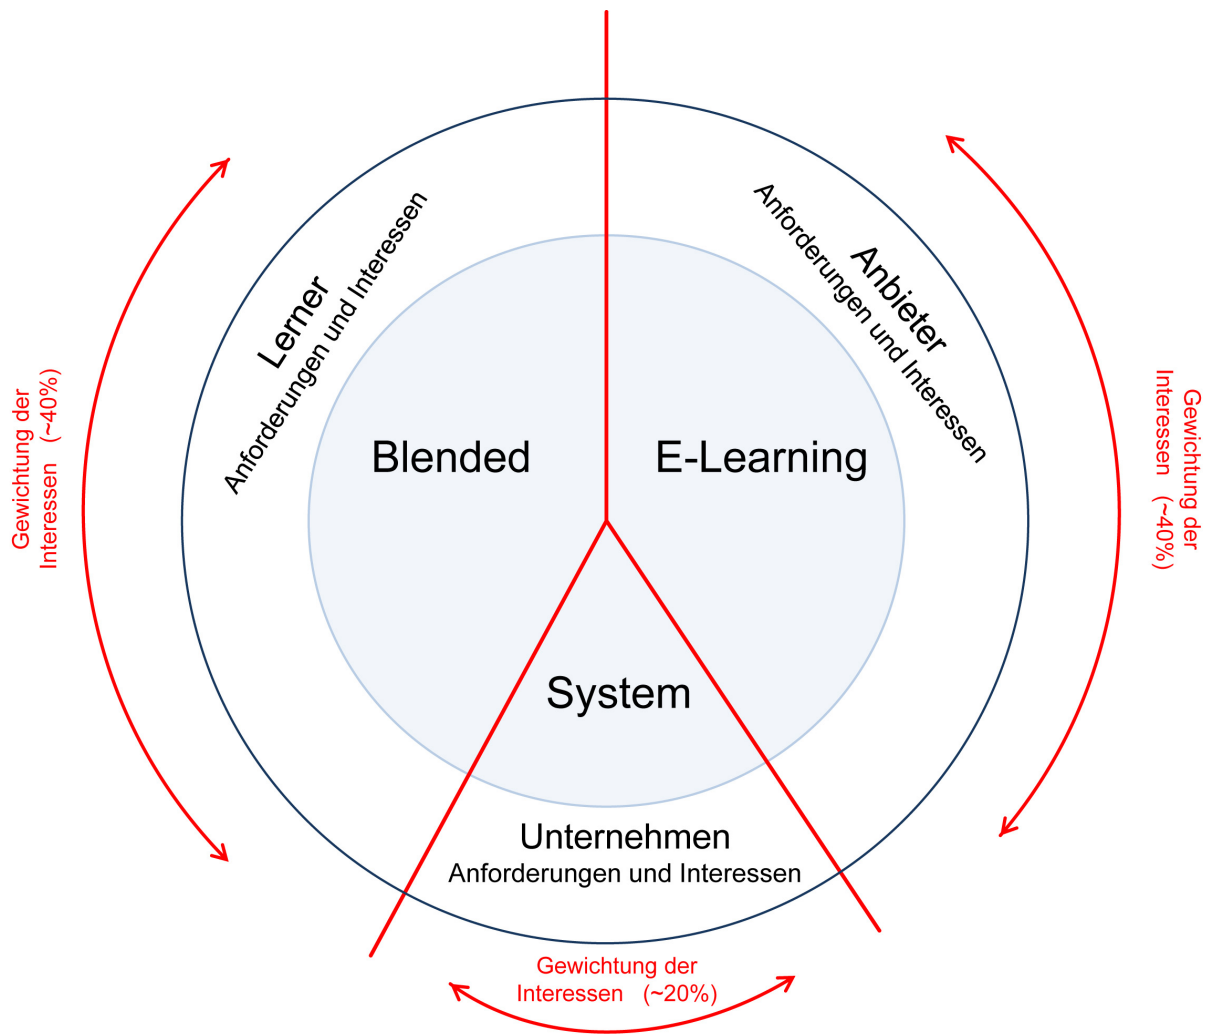 Lerner
Anforderungen und Interessen
Anbieter
Anforderungen und Interessen
Gewichtung der
Interessen (~40%)
Gewichtung der
Interessen (~40%)
Blended
E-Learning
System
Unternehmen
Anforderungen und Interessen
Gewichtung der
Interessen (~20%)